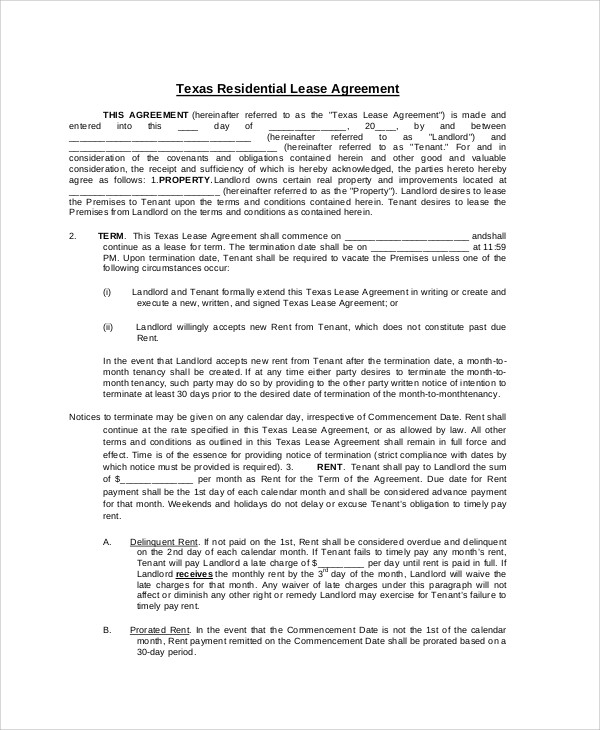 Texas Residential Lease Agreement
THIS AGREEMENT (hereinafter referred to as the "Texas Lease Agreement") is made and
entered into this ____ day of _______________, 20____, by and between
___________________________________ (hereinafter referred to as "Landlord") and
________________________________________ (hereinafter referred to as "Tenant." For and in
consideration of the covenants and obligations contained herein and other good and valuable
consideration, the receipt and sufficiency of which is hereby acknowledged, the parties hereto hereby
agree as follows: 1.PROPERTY.Landlord owns certain real property and improvements located at
_____________________________ (hereinafter referred to as the "Property"). Landlord desires to lease
the Premises to Tenant upon the terms and conditions contained herein. Tenant desires to lease the
Premises from Landlord on the terms and conditions as contained herein.
2. TERM. This Texas Lease Agreement shall commence on ________________________ andshall
continue as a lease for term. The termination date shall be on ___________________ at 11:59
PM. Upon termination date, Tenant shall be required to vacate the Premises unless one of the
following circumstances occur:
(i) Landlord and Tenant formally extend this Texas Lease Agreement in writing or create and
execute a new, written, and signed Texas Lease Agreement; or
(ii) Landlord willingly accepts new Rent from Tenant, which does not constitute past due
Rent.
In the event that Landlord accepts new rent from Tenant after the termination date, a month-to-
month tenancy shall be created. If at any time either party desires to terminate the month-to-
month tenancy, such party may do so by providing to the other party written notice of intention to
terminate at least 30 days prior to the desired date of termination of the month-to-monthtenancy.
Notices to terminate may be given on any calendar day, irrespective of Commencement Date. Rent shall
continue at the rate specified in this Texas Lease Agreement, or as allowed by law. All other
terms and conditions as outlined in this Texas Lease Agreement shall remain in full force and
effect. Time is of the essence for providing notice of termination (strict compliance with dates by
which notice must be provided is required). 3. RENT. Tenant shall pay to Landlord the sum
of $______________ per month as Rent for the Term of the Agreement. Due date for Rent
payment shall be the 1st day of each calendar month and shall be considered advance payment
for that month. Weekends and holidays do not delay or excuse Tenant's obligation to timely pay
rent.
A. Delinquent Rent. If not paid on the 1st, Rent shall be considered overdue and delinquent
on the 2nd day of each calendar month. If Tenant fails to timely pay any month's rent,
Tenant will pay Landlord a late charge of $_________ per day until rent is paid in full. If
Landlord receives the monthly rent by the 3rd day of the month, Landlord will waive the
late charges for that month. Any waiver of late charges under this paragraph will not
affect or diminish any other right or remedy Landlord may exercise for Tenant's failure to
timely pay rent.
B. Prorated Rent. In the event that the Commencement Date is not the 1st of the calendar
month, Rent payment remitted on the Commencement Date shall be prorated based on a
30-day period.